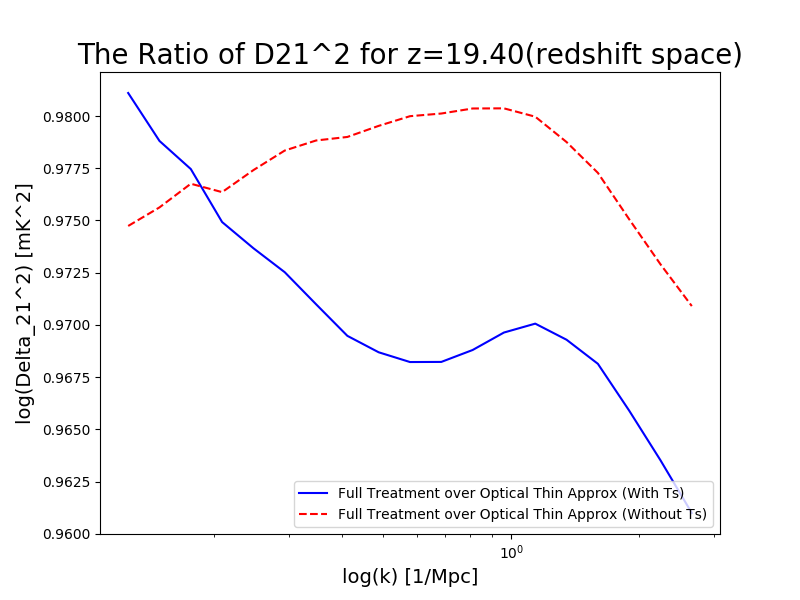 The Ratio of D21^2 for z=19.40(redshift space)
log(Delta_21^2) [mK^2]
0.9800
0.9775
0.9750
0.9725
0.9700
0.9675
0.9650
0.9625
0.9600
Full Treatment over Optical Thin Approx (With Ts)
Full Treatment over Optical Thin Approx (Without Ts)
10^0
log(k) [1/Mpc]